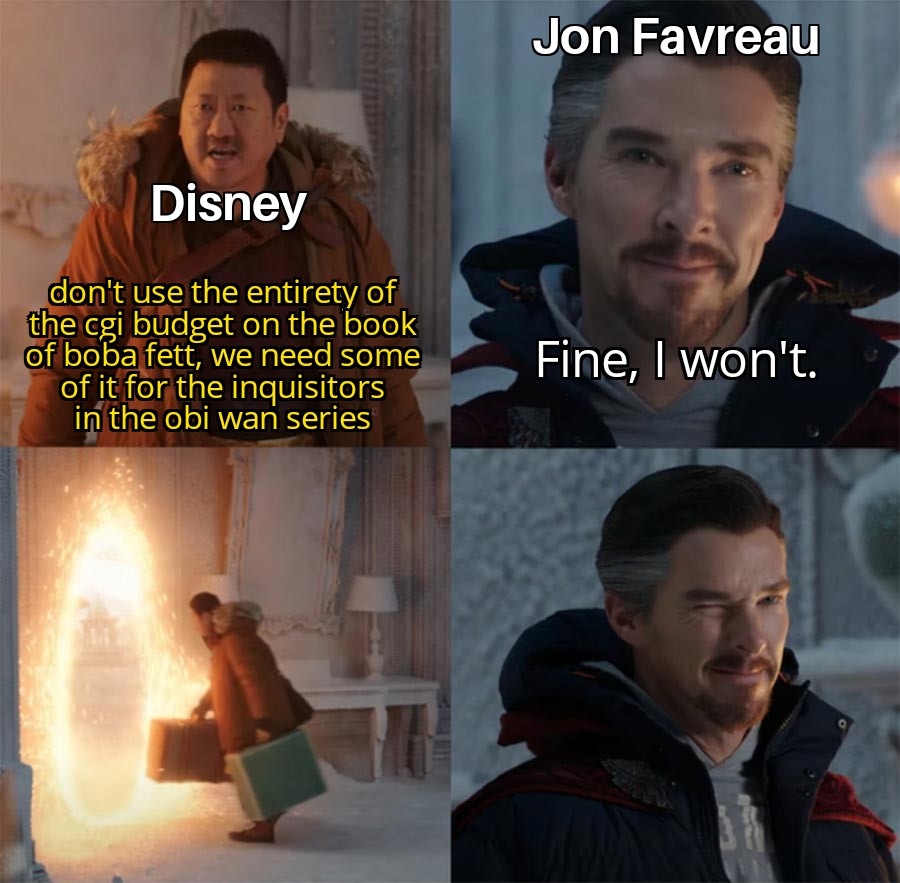 Disney
don't use the entirety of
the cgi budget on the book
of boba fett, we need some
of it for the inquisitors
in the obi wan series
Jon Favreau
Fine, I won't.